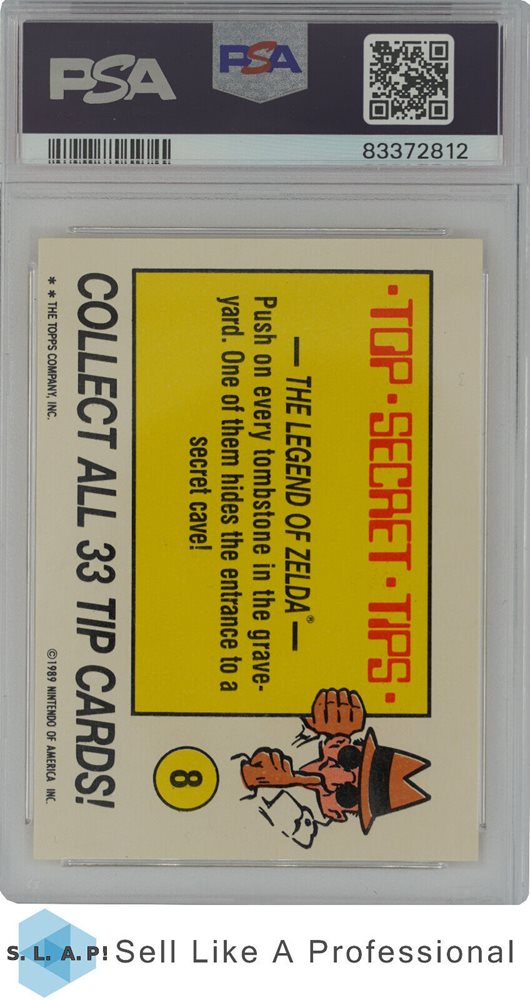 PSA
PSA
83372812
·TOP·SECRET·TIPS·
— THE LEGEND OF ZELDA® —
Push on every tombstone in the grave-
yard. One of them hides the entrance to a
secret cave!
8
COLLECT ALL 33 TIP CARDS!
* * THE TOPPS COMPANY, INC.
©1989 NINTENDO OF AMERICA INC.
S. L. A. P! Sell Like A Professional